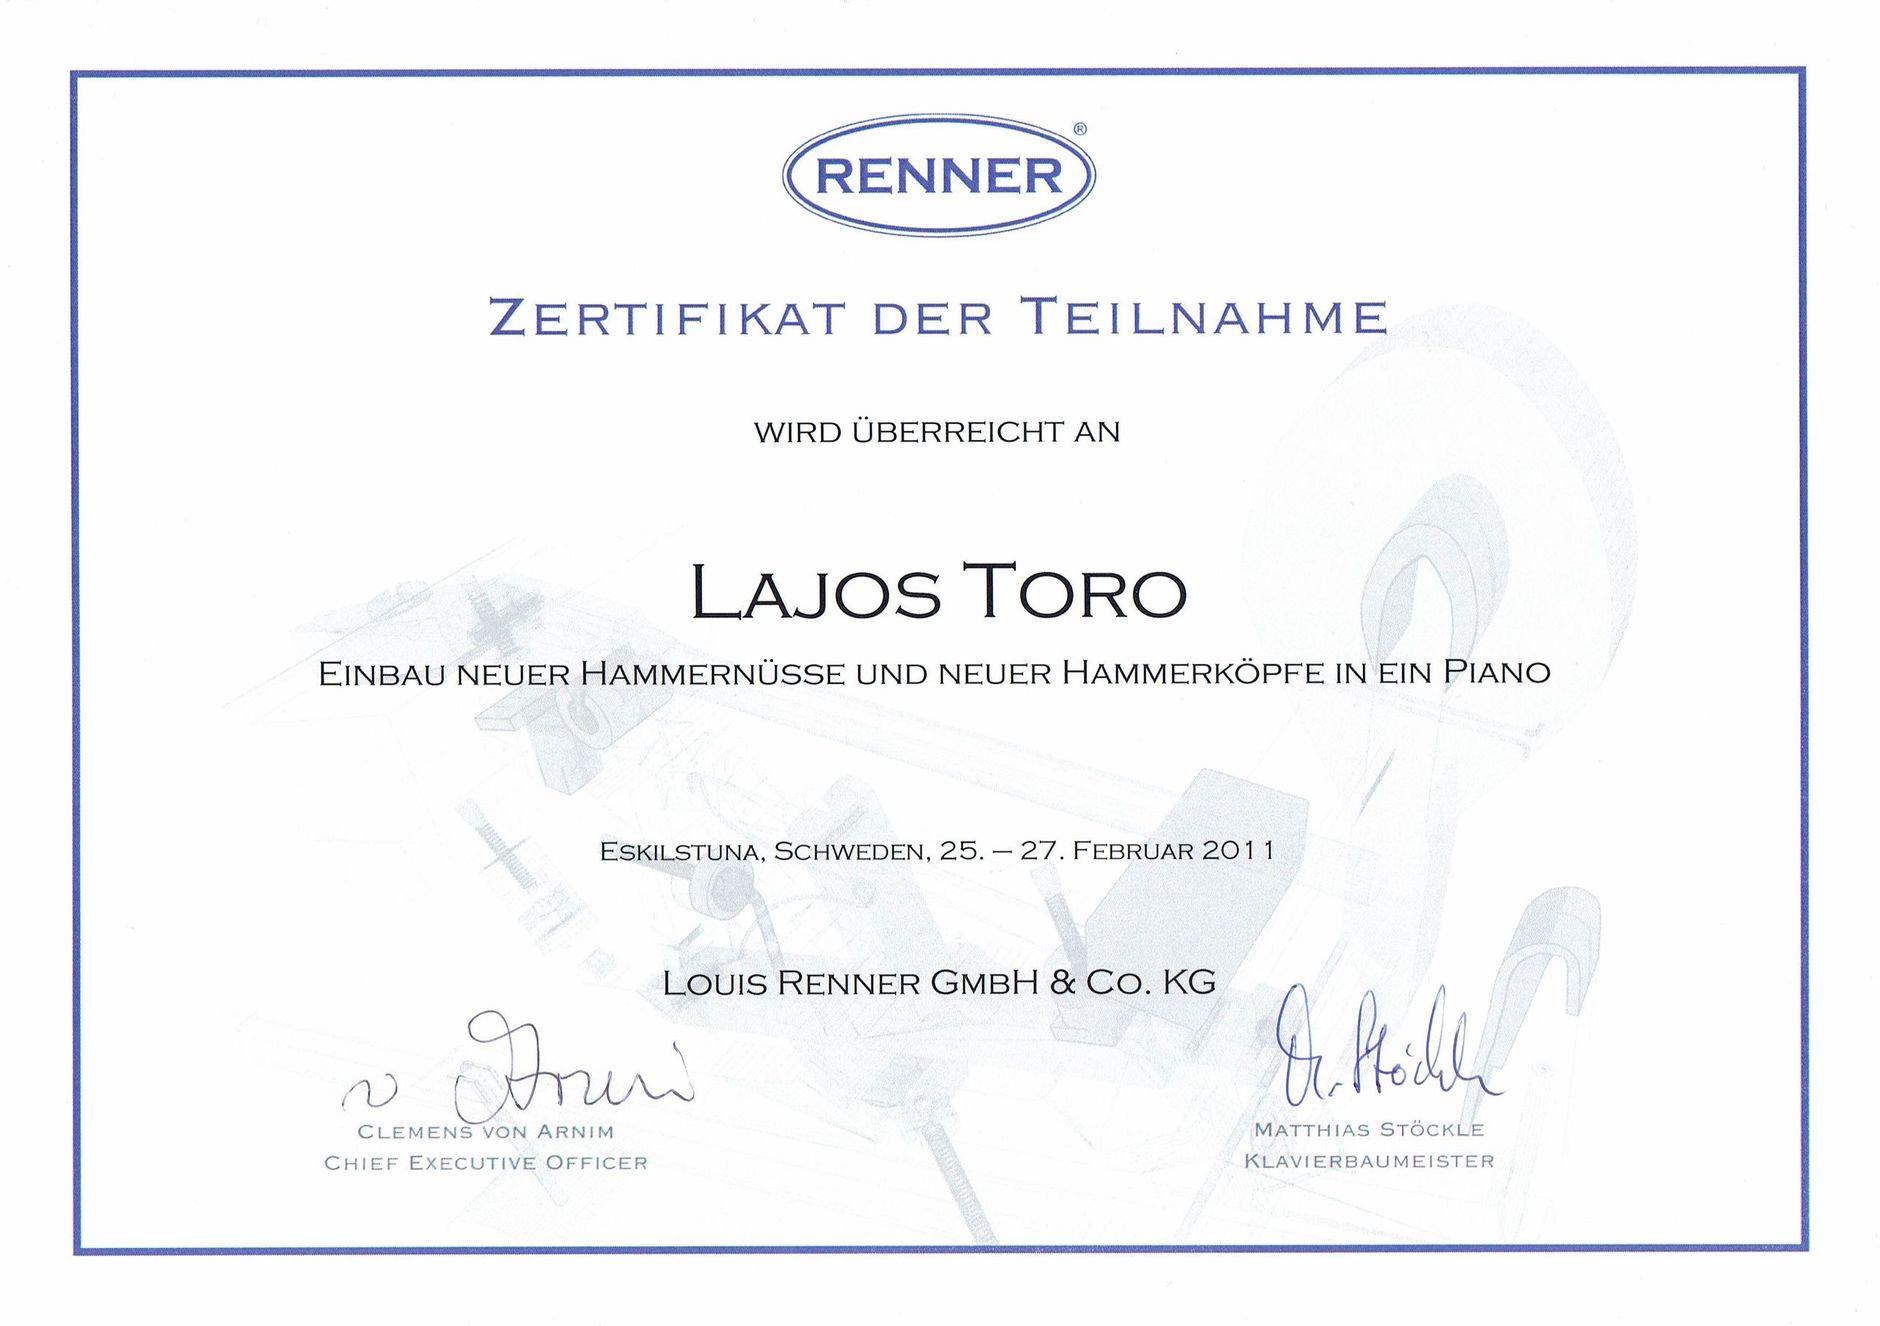 RENNER®
ZERTIFIKAT DER TEILNAHME
WIRD ÜBERREICHT AN
LAJOS TORO
EINBAU NEUER HAMMERNÜSSE UND NEUER HAMMERKÖPFE IN EIN PIANO
ESKILSTUNA, SCHWEDEN, 25. – 27. FEBRUAR 2011
LOUIS RENNER GMBH & CO. KG
v Arnim
M. Stöckle
CLEMENS VON ARNIM
CHIEF EXECUTIVE OFFICER
MATTHIAS STÖCKLE
KLAVIERBAUMEISTER